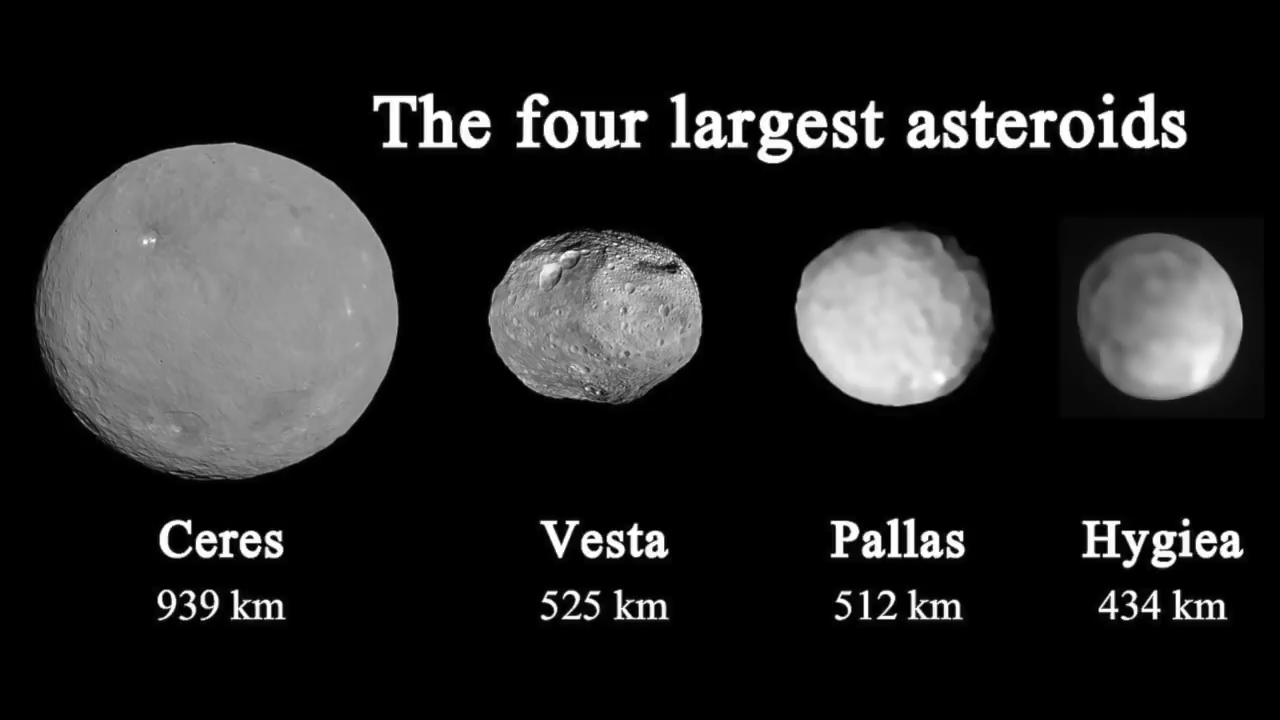 The four largest asteroids
Ceres
939 km
Vesta
525 km
Pallas
512 km
Hygiea
434 km